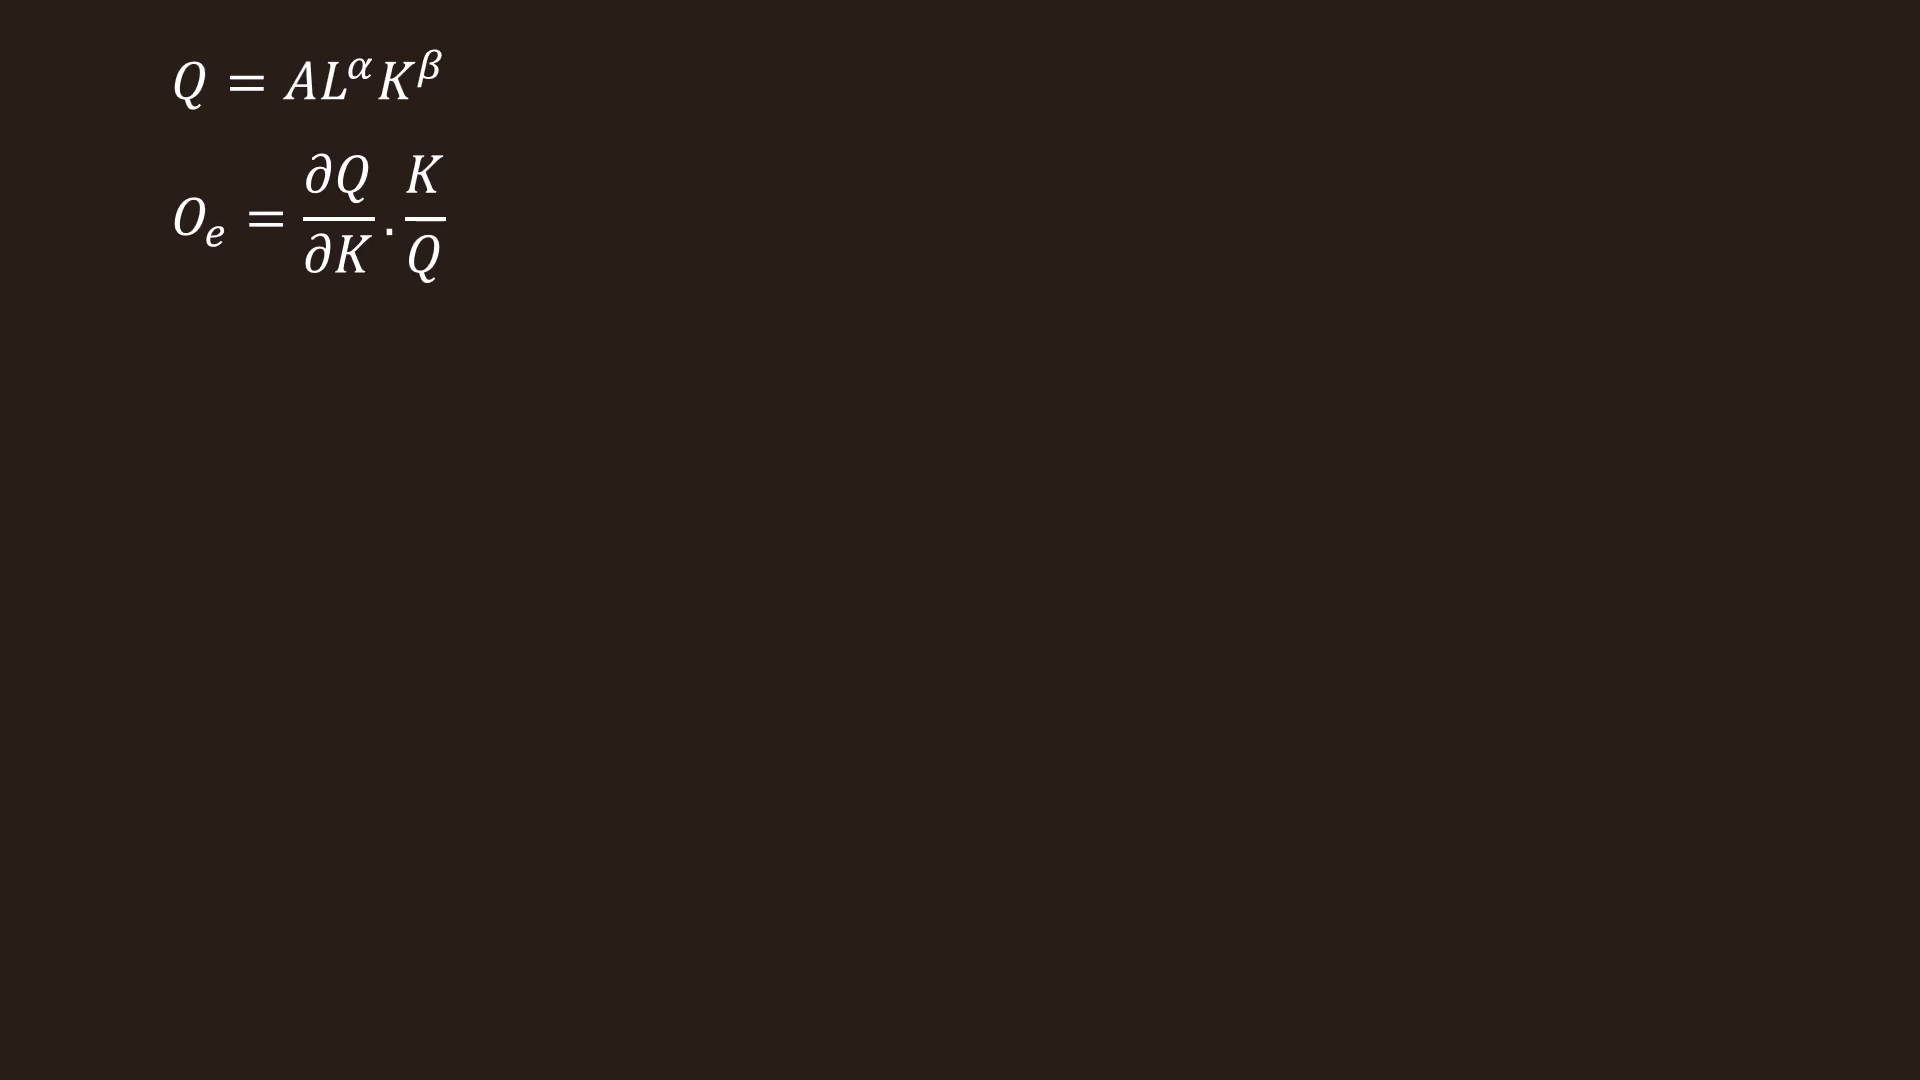 Q = AL^α K^β
O_e = ∂Q/∂K . K/Q